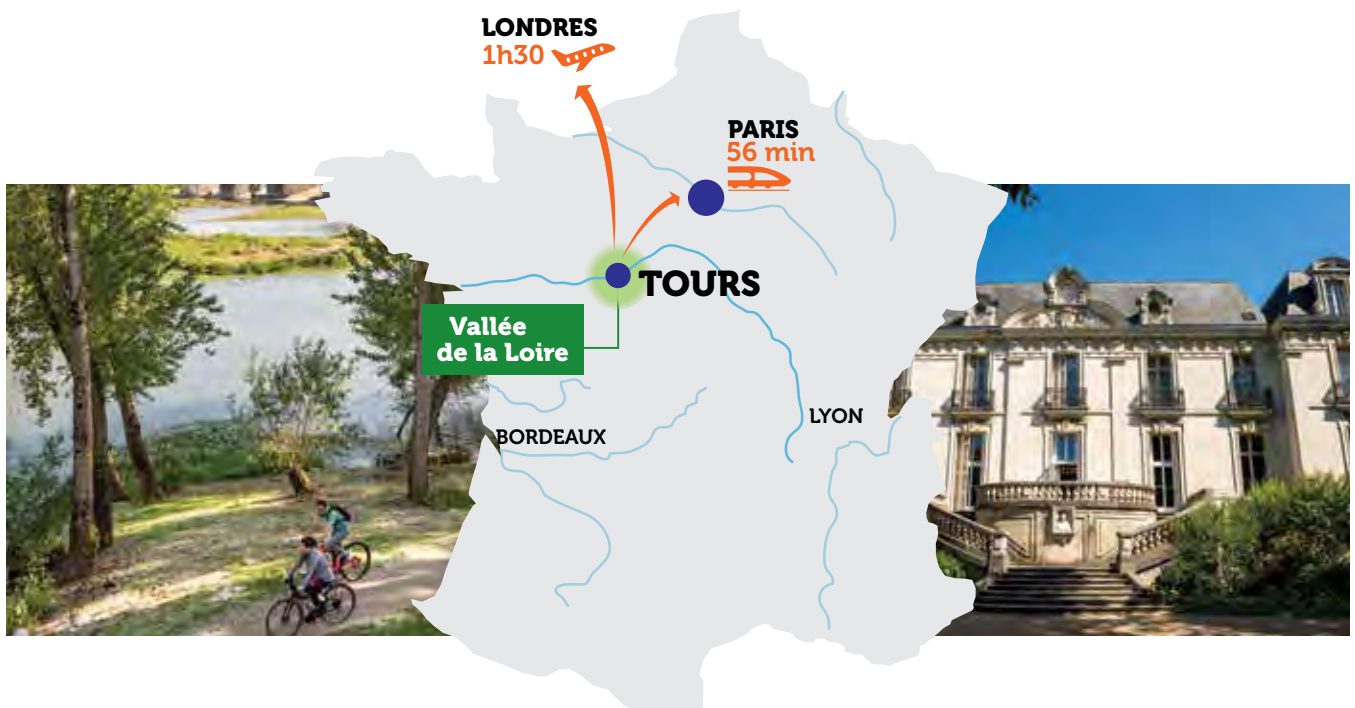 LONDRES
1h30
PARIS
56 min
TOURS
Vallée
de la Loire
LYON
BORDEAUX